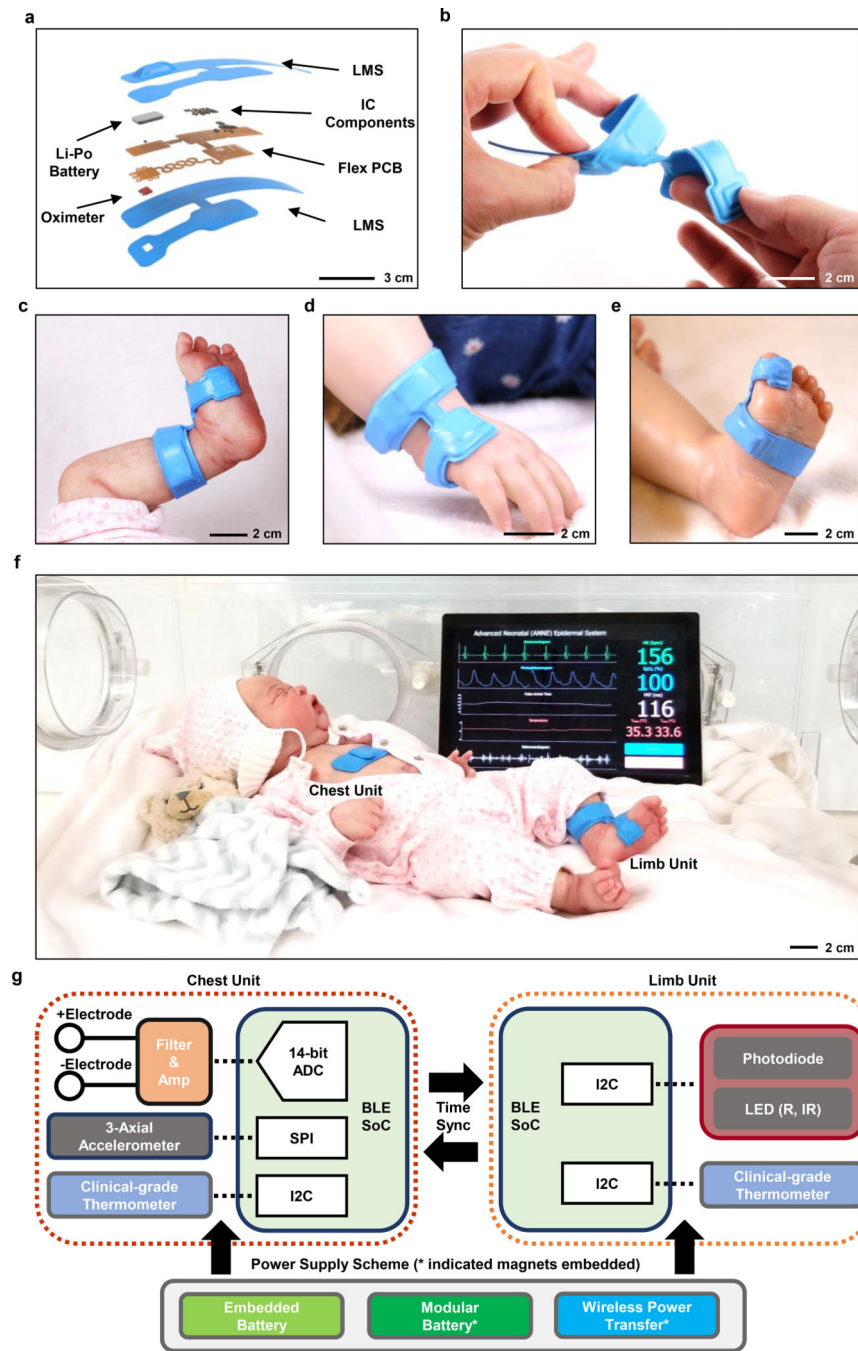 a
LMS
IC
Components
Li-Po
Battery
Flex PCB
Oximeter
LMS
3 cm
b
2 cm
c
2 cm
d
2 cm
e
2 cm
f
Advanced Neonatal (ANNE) Epidermal System
156
100
116
35.3 33.6
Pulse Arrival Time
Temperature
Chest Unit
Limb Unit
2 cm
g
Chest Unit
Limb Unit
+Electrode
-Electrode
Filter
&
Amp
14-bit
ADC
3-Axial
Accelerometer
SPI
Clinical-grade
Thermometer
I2C
BLE
SoC
Time
Sync
BLE
SoC
I2C
Photodiode
LED (R, IR)
I2C
Clinical-grade
Thermometer
Power Supply Scheme (* indicated magnets embedded)
Embedded
Battery
Modular
Battery*
Wireless Power
Transfer*